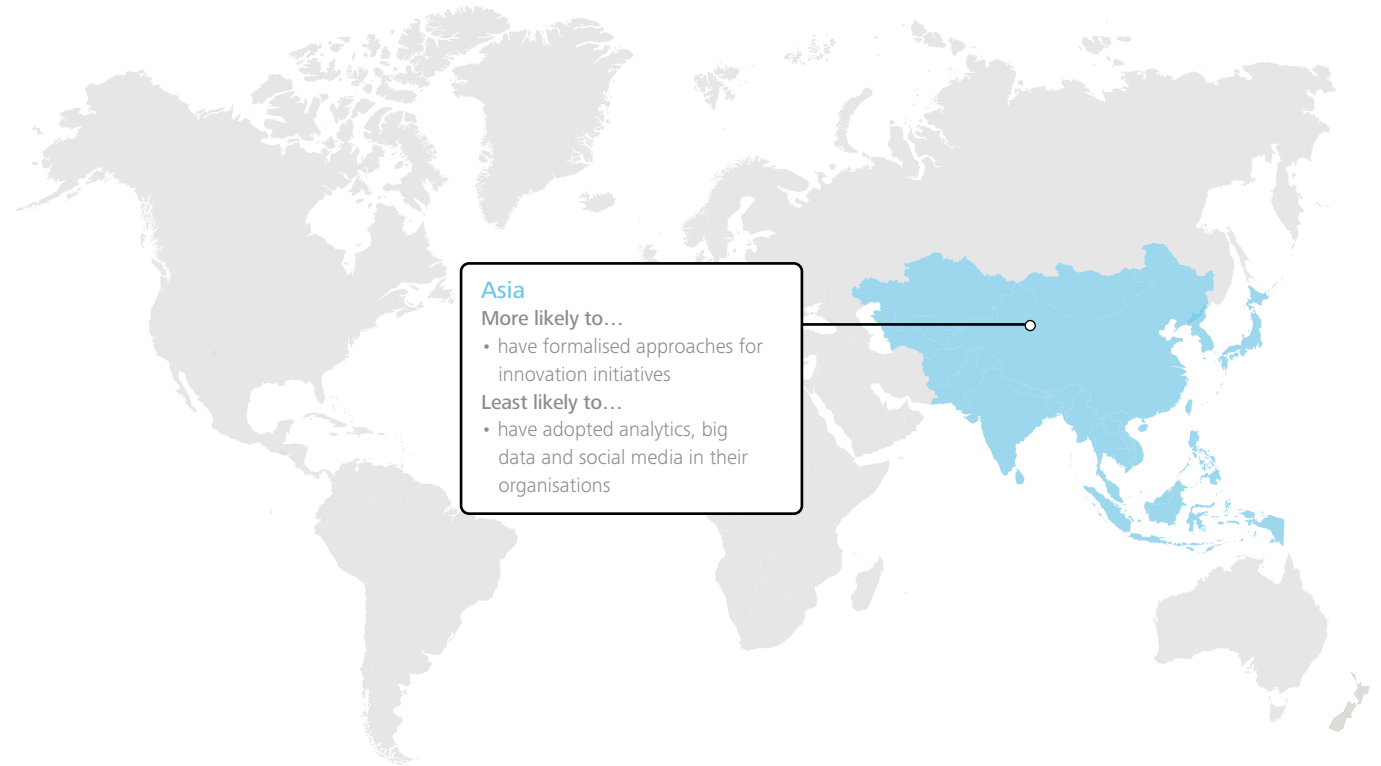 Asia
More likely to…
• have formalised approaches for
innovation initiatives
Least likely to…
• have adopted analytics, big
data and social media in their
organisations